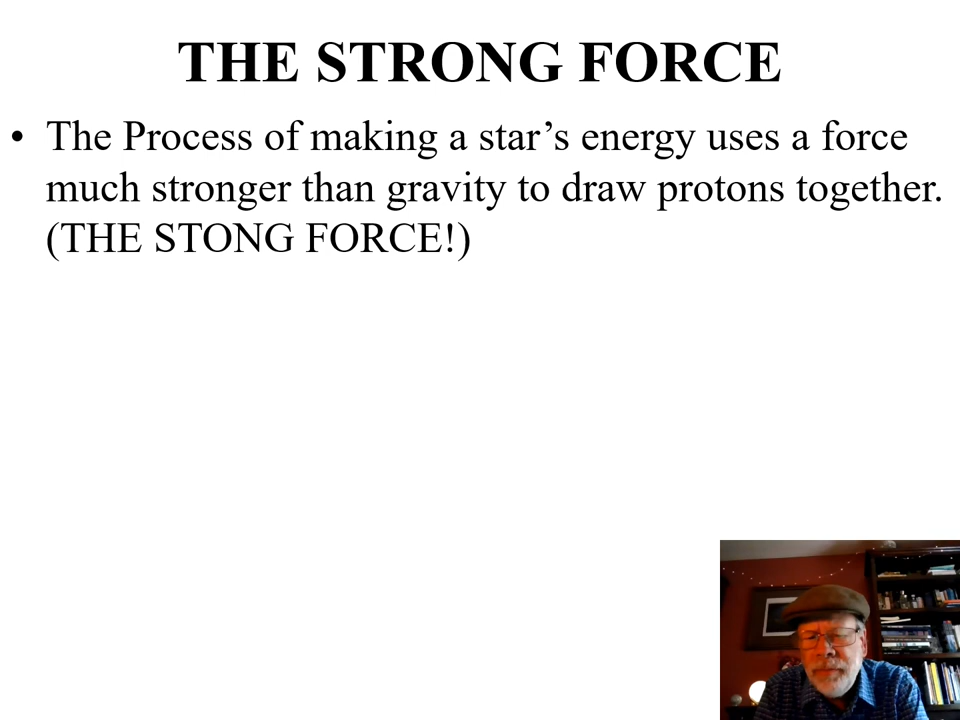 THE STRONG FORCE
• The Process of making a star’s energy uses a force
much stronger than gravity to draw protons together.
(THE STONG FORCE!)